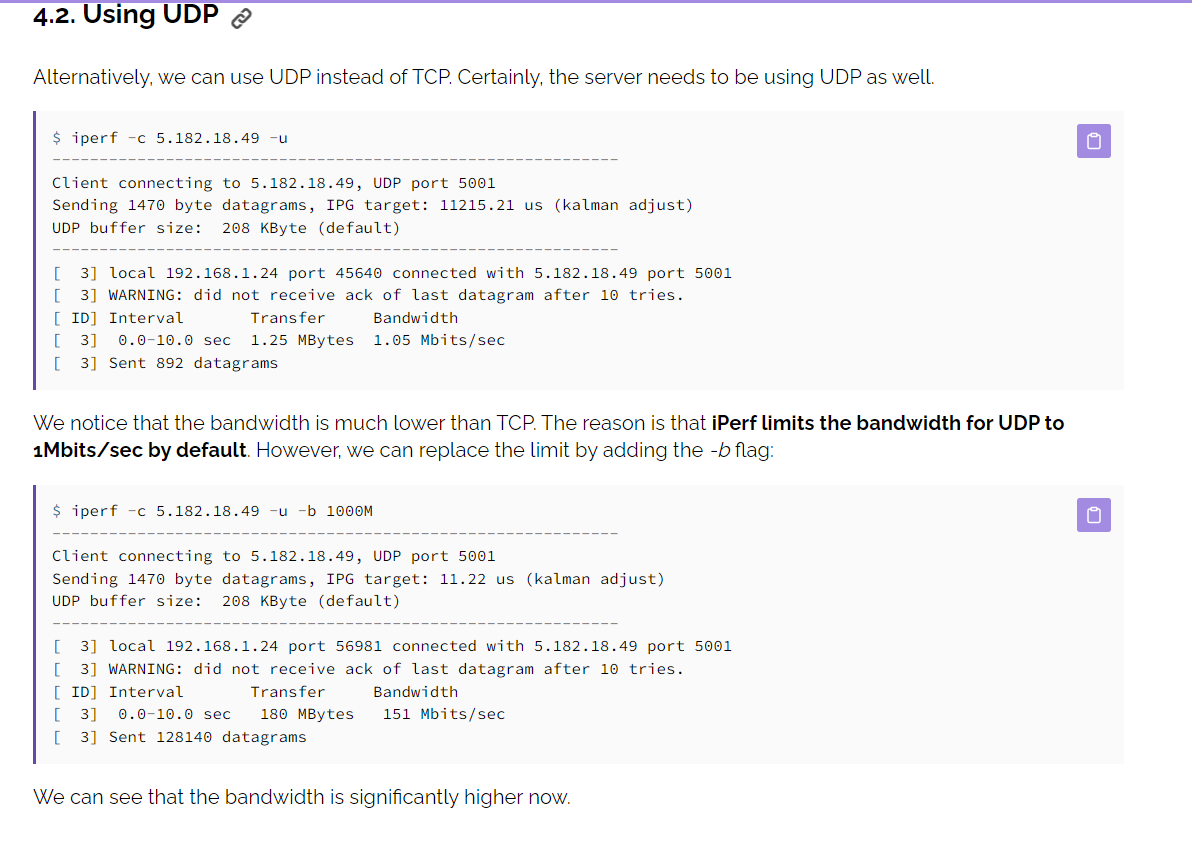 4.2. Using UDP
Alternatively, we can use UDP instead of TCP. Certainly, the server needs to be using UDP as well.
$ iperf -c 5.182.18.49 -u
------------------------------------------------------------
Client connecting to 5.182.18.49, UDP port 5001
Sending 1470 byte datagrams, IPG target: 11215.21 us (kalman adjust)
UDP buffer size:  208 KByte (default)
------------------------------------------------------------
[  3] local 192.168.1.24 port 45640 connected with 5.182.18.49 port 5001
[  3] WARNING: did not receive ack of last datagram after 10 tries.
[ ID] Interval       Transfer     Bandwidth
[  3]  0.0-10.0 sec  1.25 MBytes  1.05 Mbits/sec
[  3] Sent 892 datagrams
We notice that the bandwidth is much lower than TCP. The reason is that iPerf limits the bandwidth for UDP to
1Mbits/sec by default. However, we can replace the limit by adding the -b flag:
$ iperf -c 5.182.18.49 -u -b 1000M
------------------------------------------------------------
Client connecting to 5.182.18.49, UDP port 5001
Sending 1470 byte datagrams, IPG target: 11.22 us (kalman adjust)
UDP buffer size:  208 KByte (default)
------------------------------------------------------------
[  3] local 192.168.1.24 port 56981 connected with 5.182.18.49 port 5001
[  3] WARNING: did not receive ack of last datagram after 10 tries.
[ ID] Interval       Transfer     Bandwidth
[  3]  0.0-10.0 sec   180 MBytes   151 Mbits/sec
[  3] Sent 128140 datagrams
We can see that the bandwidth is significantly higher now.